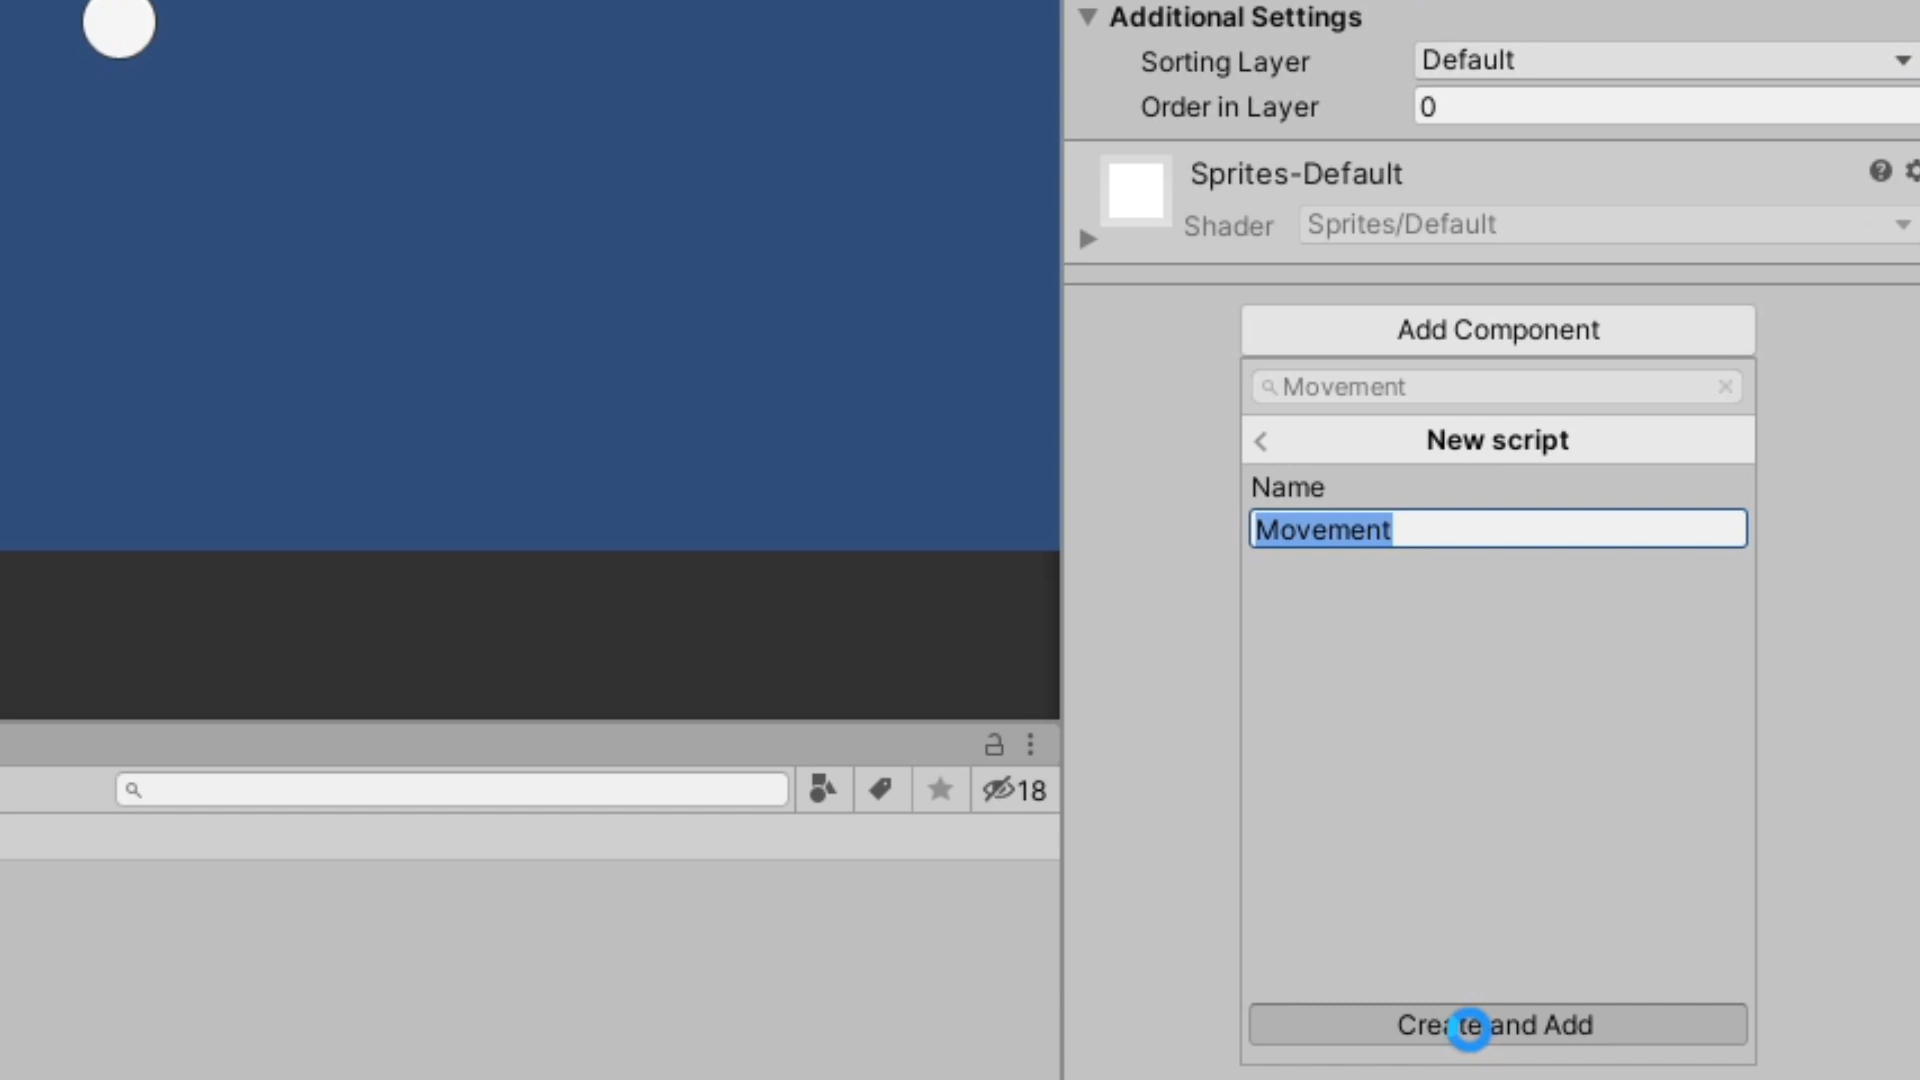 Additional Settings
Sorting Layer Default
Order in Layer 0
Sprites-Default
Shader Sprites/Default
Add Component
Movement
New script
Name
Movement
Create and Add
18